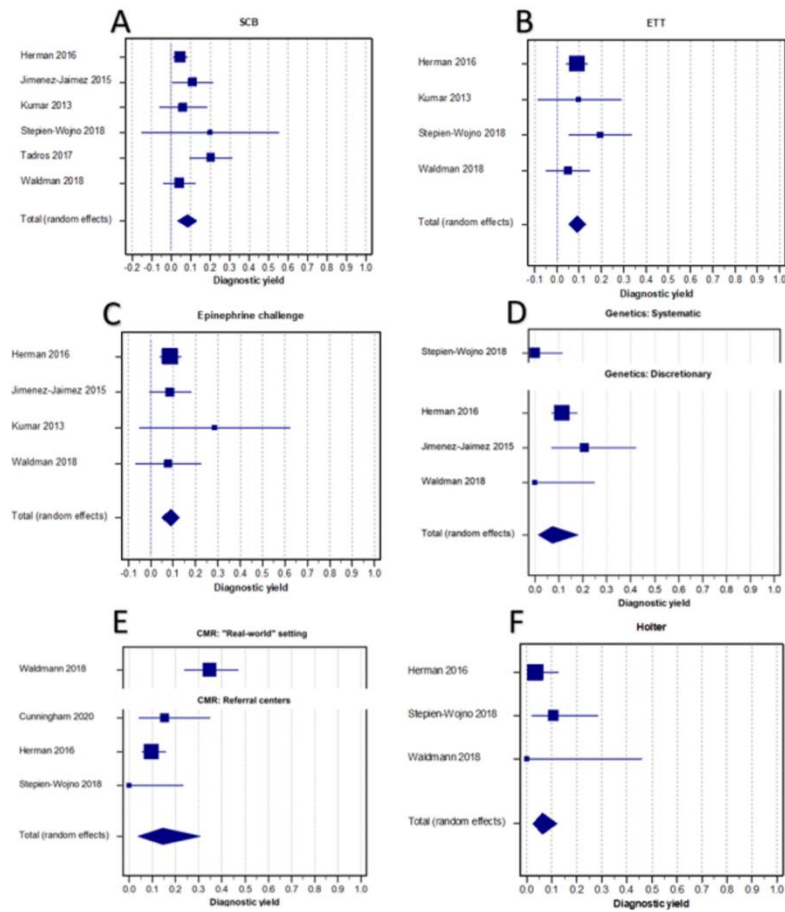 A
SCB
Herman 2016
Jimenez-Jaimez 2015
Kumar 2013
Stepien-Wojno 2018
Tadros 2017
Waldman 2018
Total (random effects)
-0.2 -0.1 0.0 0.1 0.2 0.3 0.4 0.5 0.6 0.7 0.8 0.9 1.0
Diagnostic yield
B
ETT
Herman 2016
Kumar 2013
Stepien-Wojno 2018
Waldman 2018
Total (random effects)
-0.1 0.0 0.1 0.2 0.3 0.4 0.5 0.6 0.7 0.8 0.9 1.0
Diagnostic yield
C
Epinephrine challenge
Herman 2016
Jimenez-Jaimez 2015
Kumar 2013
Waldman 2018
Total (random effects)
-0.1 0.0 0.1 0.2 0.3 0.4 0.5 0.6 0.7 0.8 0.9 1.0
Diagnostic yield
D
Genetics: Systematic
Stepien-Wojno 2018
Genetics: Discretionary
Herman 2016
Jimenez-Jaimez 2015
Waldman 2018
Total (random effects)
0.0 0.1 0.2 0.3 0.4 0.5 0.6 0.7 0.8 0.9 1.0
Diagnostic yield
E
CMR: "Real-world" setting
Waldmann 2018
CMR: Referral centers
Cunningham 2020
Herman 2016
Stepien-Wojno 2018
Total (random effects)
0.0 0.1 0.2 0.3 0.4 0.5 0.6 0.7 0.8 0.9 1.0
Diagnostic yield
F
Holter
Herman 2016
Stepien-Wojno 2018
Waldmann 2018
Total (random effects)
0.0 0.1 0.2 0.3 0.4 0.5 0.6 0.7 0.8 0.9 1.0
Diagnostic yield